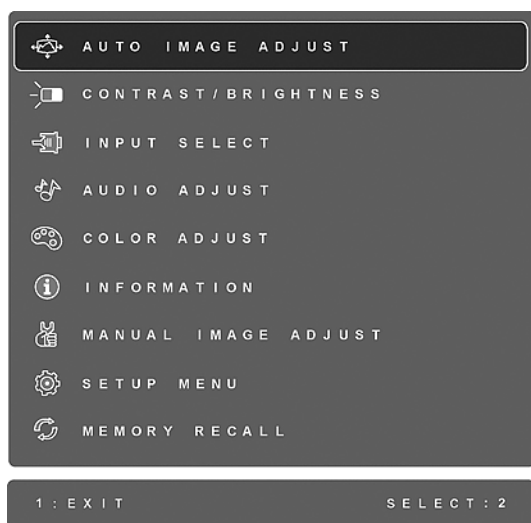 AUTO IMAGE ADJUST
CONTRAST/BRIGHTNESS
INPUT SELECT
AUDIO ADJUST
COLOR ADJUST
INFORMATION
MANUAL IMAGE ADJUST
SETUP MENU
MEMORY RECALL
1:EXIT SELECT:2